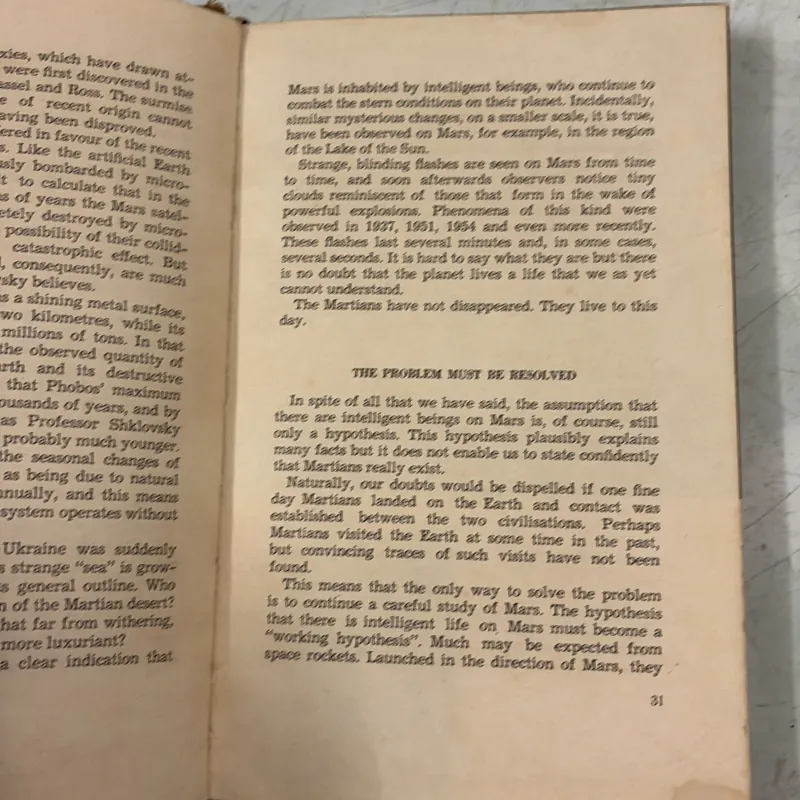 xies, which have drawn at-
were first discovered in the
assel and Ross. The surmise
e of recent origin cannot
aving been disproved.
ered in favour of the recent
s. Like the artificial Earth
usly bombarded by micro-
t to calculate that in the
ns of years the Mars satel-
etely destroyed by micro-
possibility of their collid-
catastrophic effect. But
, consequently, are much
vsky believes.
s a shining metal surface,
wo kilometres, while its
millions of tons. In that
the observed quantity of
arth and its destructive
that Phobos' maximum
ousands of years, and by
as Professor Shklovsky
probably much younger.
the seasonal changes of
as being due to natural
nnually, and this means
system operates without
Ukraine was suddenly
s strange "sea" is grow-
s general outline. Who
n of the Martian desert?
hat far from withering,
more luxuriant?
a clear indication that
Mars is inhabited by intelligent beings, who continue to
combat the stern conditions on their planet. Incidentally,
similar mysterious changes, on a smaller scale, it is true,
have been observed on Mars, for example, in the region
of the Lake of the Sun.
Strange, blinding flashes are seen on Mars from time
to time, and soon afterwards observers notice tiny
clouds reminiscent of those that form in the wake of
powerful explosions. Phenomena of this kind were
observed in 1937, 1951, 1954 and even more recently.
These flashes last several minutes and, in some cases,
several seconds. It is hard to say what they are but there
is no doubt that the planet lives a life that we as yet
cannot understand.
The Martians have not disappeared. They live to this
day.
THE PROBLEM MUST BE RESOLVED
In spite of all that we have said, the assumption that
there are intelligent beings on Mars is, of course, still
only a hypothesis. This hypothesis plausibly explains
many facts but it does not enable us to state confidently
that Martians really exist.
Naturally, our doubts would be dispelled if one fine
day Martians landed on the Earth and contact was
established between the two civilisations. Perhaps
Martians visited the Earth at some time in the past,
but convincing traces of such visits have not been
found.
This means that the only way to solve the problem
is to continue a careful study of Mars. The hypothesis
that there is intelligent life on Mars must become a
"working hypothesis". Much may be expected from
space rockets. Launched in the direction of Mars, they
31